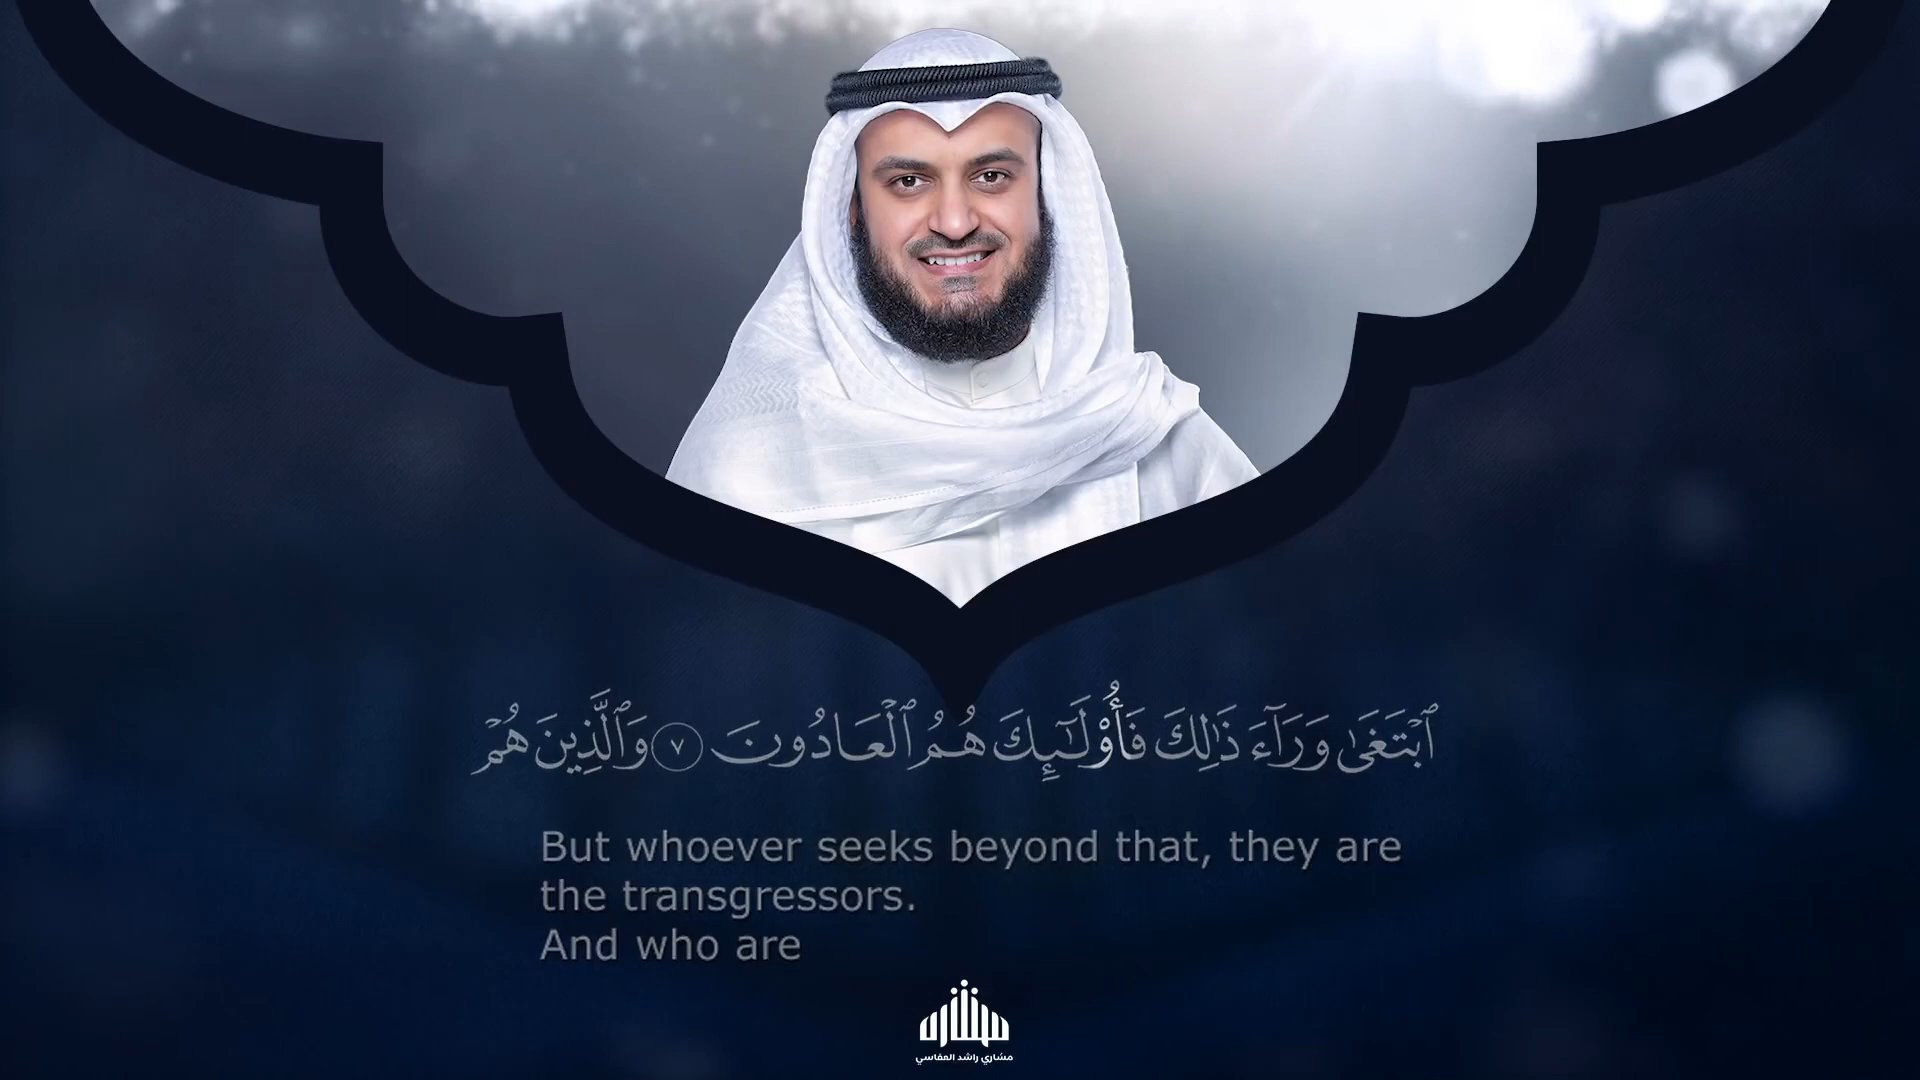 ٱبْتَغَىٰ وَرَآءَ ذَٰلِكَ فَأُو۟لَـٰٓئِكَ هُمُ ٱلْعَادُونَ ٧ وَٱلَّذِينَ هُمْ
But whoever seeks beyond that, they are
the transgressors.
And who are
مشاري
مشاري راشد العفاسي